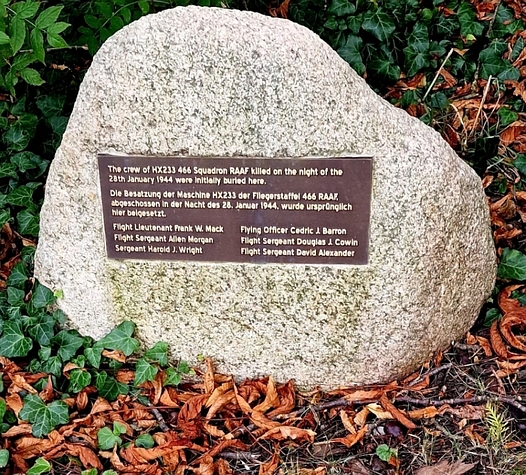 The crew of HX233 466 Squadron RAAF killed on the night of the
28th January 1944 were initially buried here.
Die Besatzung der Maschine HX233 der Fliegerstaffel 466 RAAF,
abgeschossen in der Nacht des 28. Januar 1944, wurde ursprünglich
hier beigesetzt.
Flight Lieutenant Frank W. Mack
Flight Sergeant Allen Morgan
Sergeant Harold J. Wright
Flying Officer Cedric J. Barron
Flight Sergeant Douglas J. Cowin
Flight Sergeant David Alexander